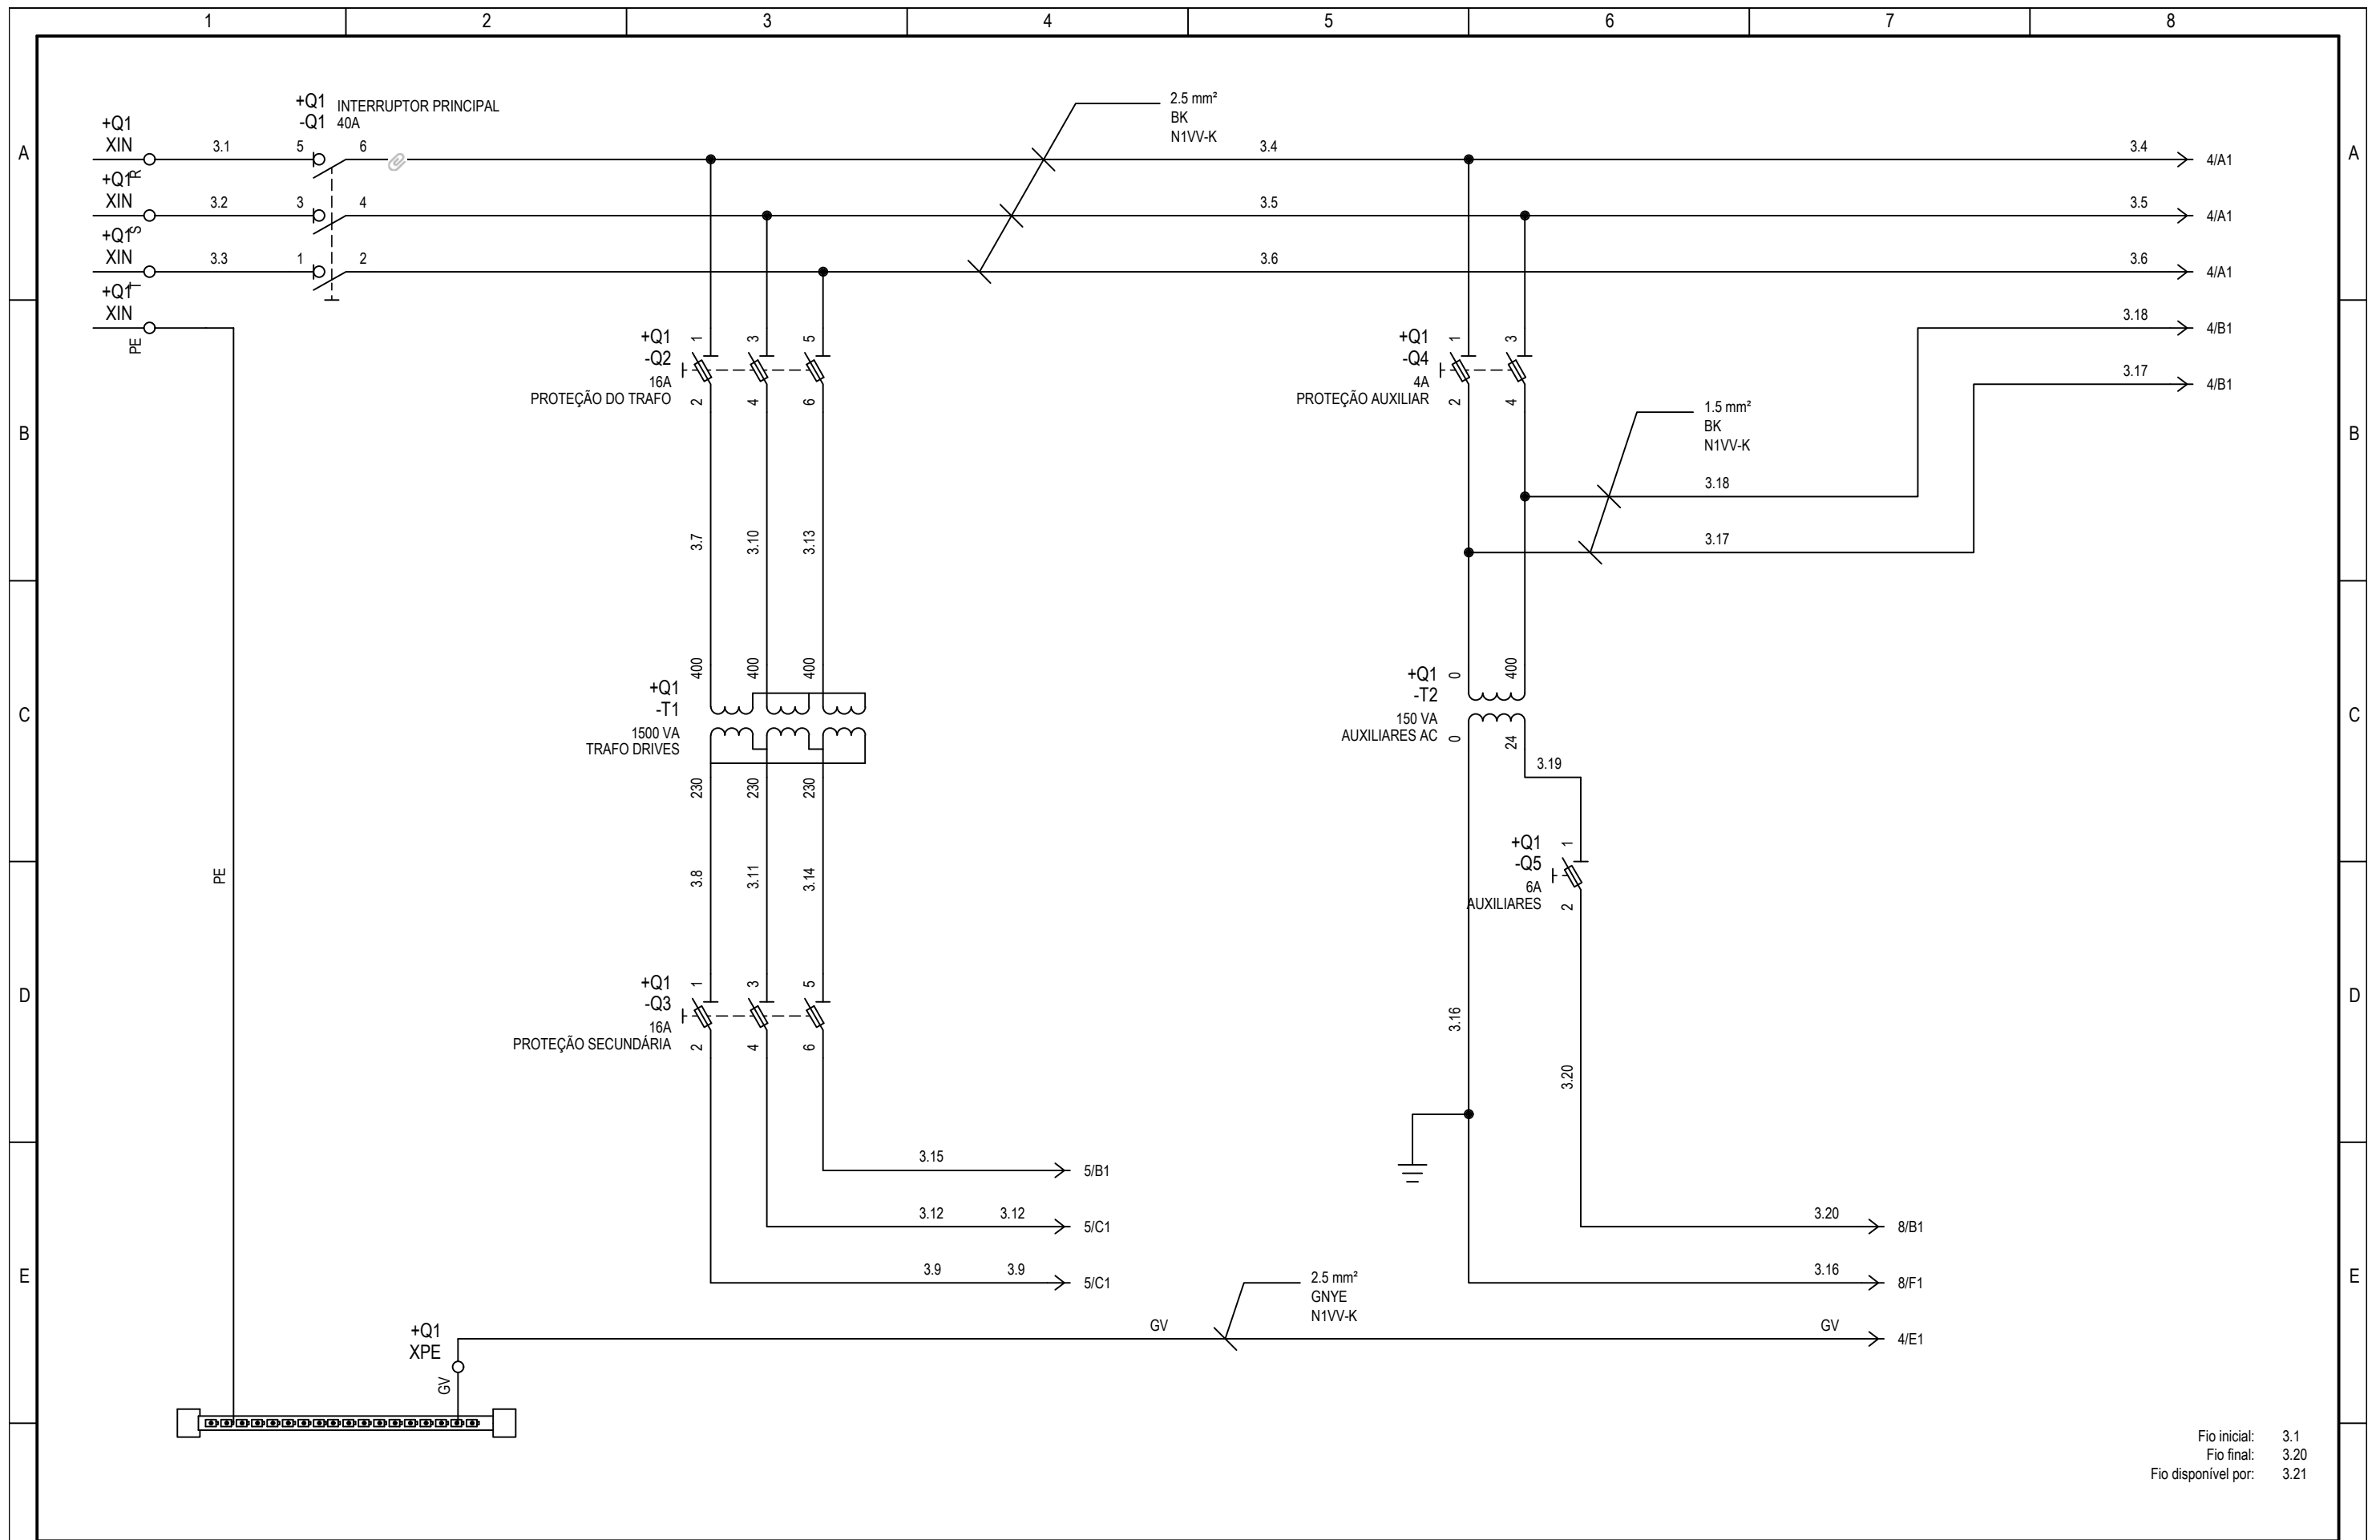 1 2 3 4 5 6 7 8
A A
B B
C C
D D
E E
+Q1
-Q1
INTERRUPTOR PRINCIPAL
40A
+Q1
XIN
R
3.1
5
6
+Q1
XIN
S
3.2
3
4
+Q1
XIN
T
3.3
1
2
+Q1
XIN
PE
PE
2.5 mm²
BK
N1VV-K
3.4
3.4
4/A1
3.5
3.5
4/A1
3.6
3.6
4/A1
3.18
4/B1
3.17
4/B1
+Q1
-Q2
16A
PROTEÇÃO DO TRAFO
1 3 5
2 4 6
3.7 3.10 3.13
+Q1
-Q4
4A
PROTEÇÃO AUXILIAR
1 3
2 4
1.5 mm²
BK
N1VV-K
3.18
3.17
400 400 400
+Q1
-T1
1500 VA
TRAFO DRIVES
230 230 230
3.8 3.11 3.14
+Q1
-T2
150 VA
AUXILIARES AC
0 400
0 24
3.19
+Q1
-Q5
6A
AUXILIARES
1
2
+Q1
-Q3
16A
PROTEÇÃO SECUNDÁRIA
1 3 5
2 4 6
3.16
3.20
3.15
5/B1
3.12 3.12
5/C1
3.9 3.9
5/C1
3.20
8/B1
3.16
8/F1
2.5 mm²
GNYE
N1VV-K
+Q1
XPE
GV
GV
GV
4/E1
Fio inicial: 3.1
Fio final: 3.20
Fio disponível por: 3.21